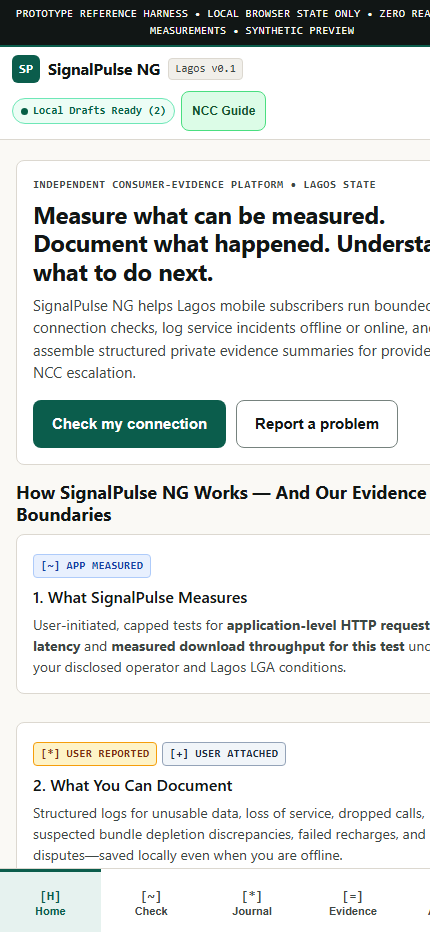 PROTOTYPE REFERENCE HARNESS • LOCAL BROWSER STATE ONLY • ZERO
MEASUREMENTS • SYNTHETIC PREVIEW
SP SignalPulse NG Lagos v0.1
Local Drafts Ready (2) NCC Guide
INDEPENDENT CONSUMER-EVIDENCE PLATFORM • LAGOS STATE
Measure what can be measured.
Document what happened.
what to do next.
SignalPulse NG helps Lagos mobile subscribers run
connection checks, log service incidents offline or online,
assemble structured private evidence summaries for
NCC escalation.
Check my connection Report a problem
How SignalPulse NG Works — And Our Evidence
Boundaries
[~] APP MEASURED
1. What SignalPulse Measures
User-initiated, capped tests for application-level HTTP request
latency and measured download throughput for this test
your disclosed operator and Lagos LGA conditions.
[*] USER REPORTED [+] USER ATTACHED
2. What You Can Document
Structured logs for unusable data, loss of service, dropped calls,
suspected bundle depletion discrepancies, failed recharges, and
disputes—saved locally even when you are offline.
[H] [~] [*] [=]
Home Check Journal Evidence